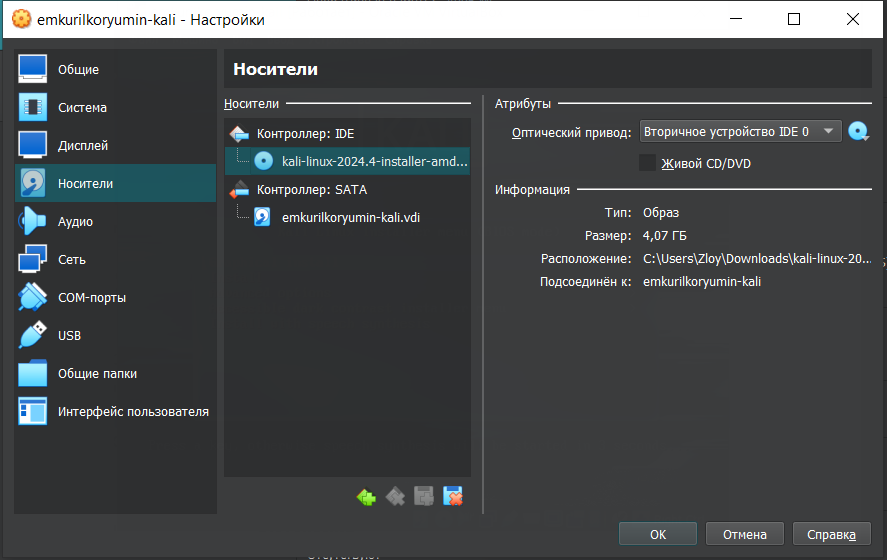 emkurilkoryumin-kali - Настройки
Общие
Система
Дисплей
Носители
Аудио
Сеть
COM-порты
USB
Общие папки
Интерфейс пользователя
Носители
Носители
Контроллер: IDE
kali-linux-2024.4-installer-amd...
Контроллер: SATA
emkurilkoryumin-kali.vdi
Атрибуты
Оптический привод: Вторичное устройство IDE 0
Живой CD/DVD
Информация
Тип: Образ
Размер: 4,07 ГБ
Расположение: C:\Users\Zloy\Downloads\kali-linux-20...
Подсоединён к: emkurilkoryumin-kali
OK
Отмена
Справка